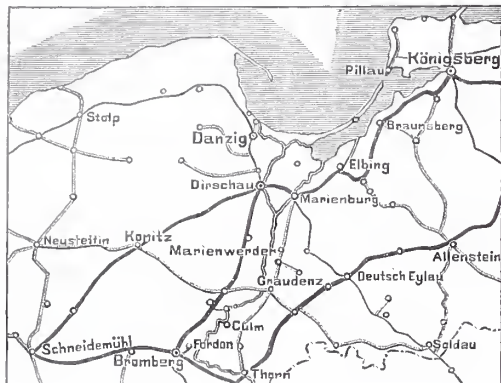 Königsberg
Pillau
Stolp
Danzig
Braunsberg
Elbing
Dirschau
Marienburg
Neustettin
Konitz
Marienwerder
Allenstein
Graudenz
Deutsch Eylau
Culm
Schneidemühl
Fordon
Soldau
Bromberg
Thorn